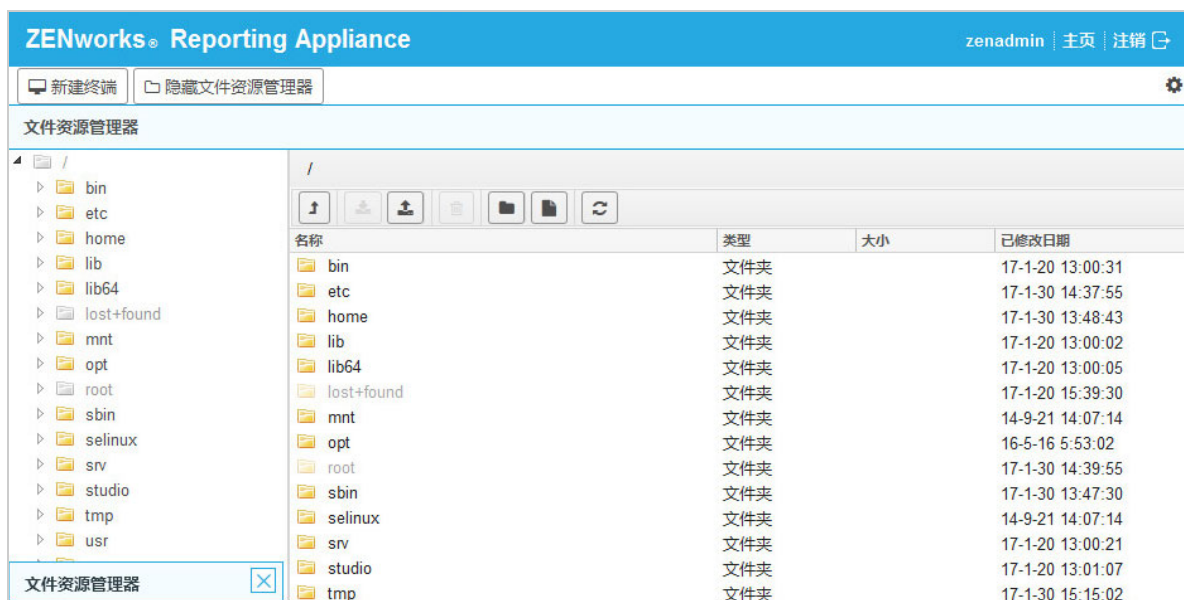 ZENworks® Reporting Appliance
zenadmin 主页 注销
新建终端 隐藏文件资源管理器
文件资源管理器
/
bin
etc
home
lib
lib64
lost+found
mnt
opt
root
sbin
selinux
srv
studio
tmp
usr
文件资源管理器
/
名称 类型 大小 已修改日期
bin 文件夹 17-1-20 13:00:31
etc 文件夹 17-1-30 14:37:55
home 文件夹 17-1-30 13:48:43
lib 文件夹 17-1-20 13:00:02
lib64 文件夹 17-1-20 13:00:05
lost+found 文件夹 17-1-20 15:39:30
mnt 文件夹 14-9-21 14:07:14
opt 文件夹 16-5-16 5:53:02
root 文件夹 17-1-30 14:39:55
sbin 文件夹 17-1-30 13:47:30
selinux 文件夹 14-9-21 14:07:14
srv 文件夹 17-1-20 13:00:21
studio 文件夹 17-1-20 13:01:07
tmp 文件夹 17-1-30 15:15:02